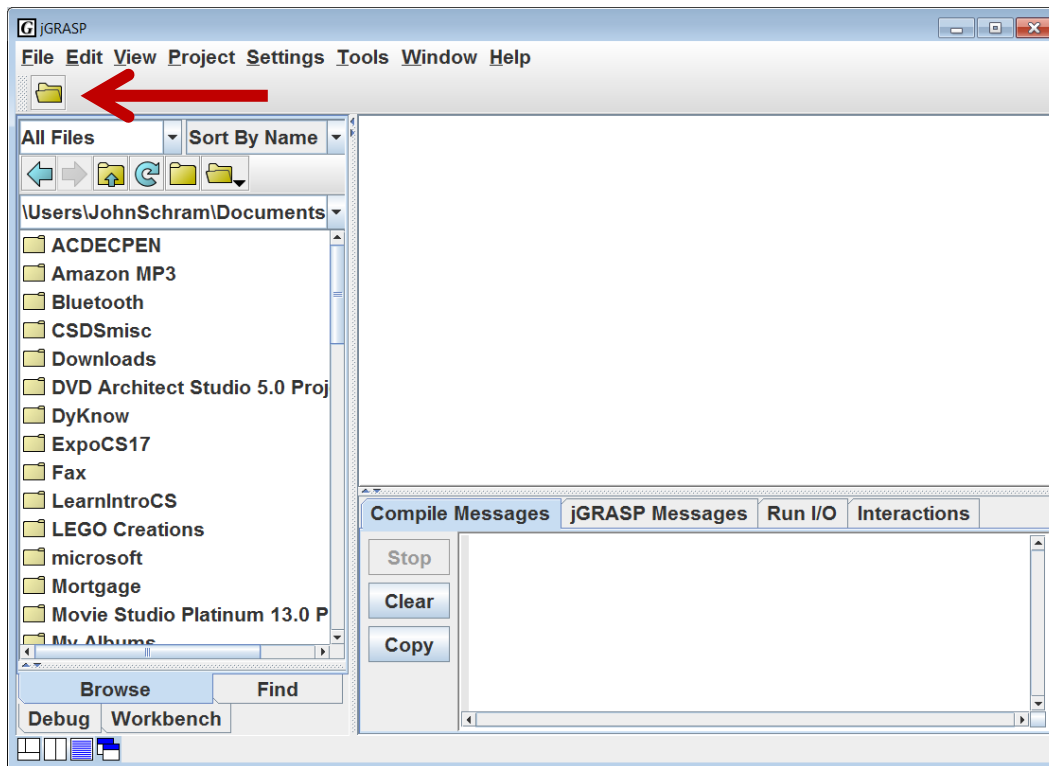 G jGRASP
File Edit View Project Settings Tools Window Help
All Files Sort By Name
\Users\JohnSchram\Documents
ACDECPEN
Amazon MP3
Bluetooth
CSDSmisc
Downloads
DVD Architect Studio 5.0 Proj
DyKnow
ExpoCS17
Fax
LearnIntroCS
LEGO Creations
microsoft
Mortgage
Movie Studio Platinum 13.0 P
My Albums
Browse Find
Debug Workbench
Compile Messages jGRASP Messages Run I/O Interactions
Stop
Clear
Copy